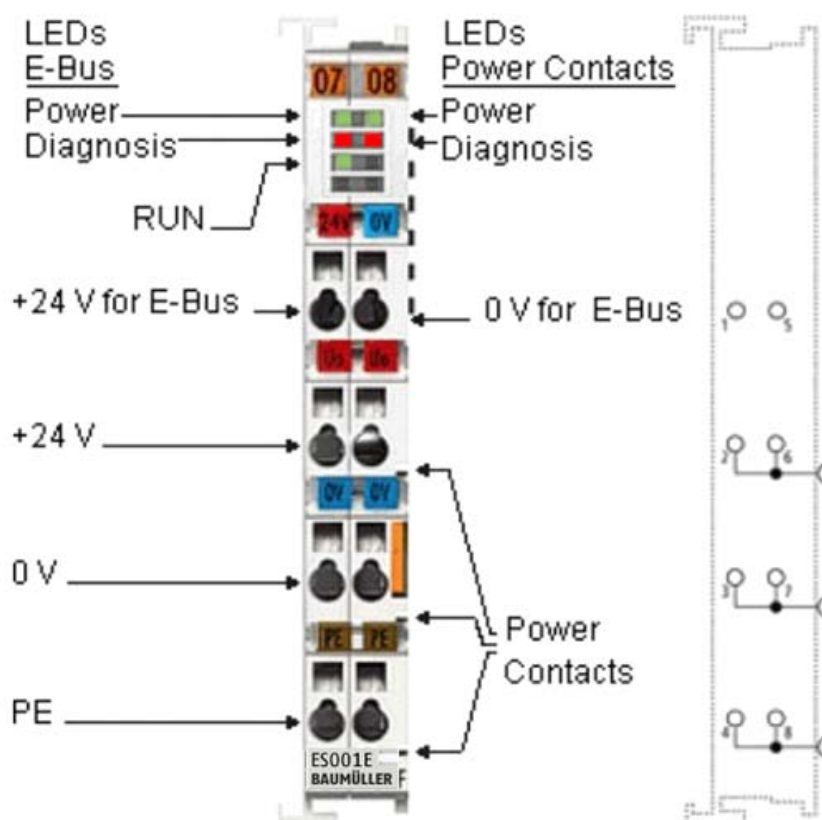 LEDs
E-Bus
Power
Diagnosis
RUN
+24 V for E-Bus
+24 V
0 V
PE
07 08
24V 0V
Us Uo
0V 0V
PE PE
ES001E
BAUMÜLLER F
LEDs
Power Contacts
Power
Diagnosis
0 V for E-Bus
Power
Contacts
1 5
2 6
3 7
4 8